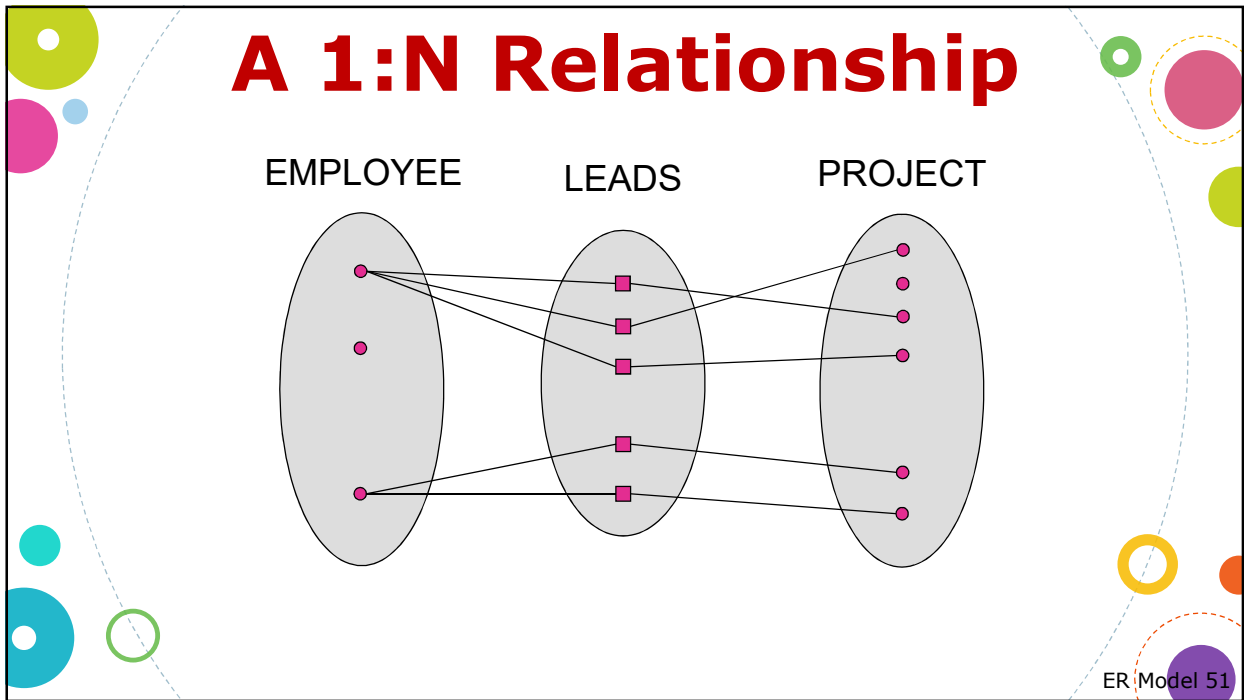 A 1:N Relationship
EMPLOYEE
LEADS
PROJECT
ER Model 51